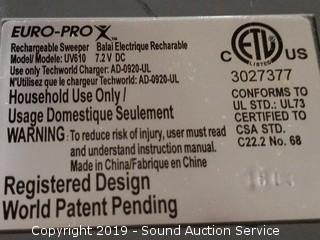 EURO-PRO X
Rechargeable Sweeper Balai Electrique Recharable
Model/ Modele: UV610 7.2 V DC
Use only Techworld Charger: AD-0920-UL
N'Utilisez que le techarger Techworld: AD-0920-UL
Household Use Only /
Usage Domestique Seulement
WARNING: To reduce risk of injury, user must read
and understand instruction manual.
Made in China/Fabrique en Chine
Registered Design
World Patent Pending
C ETL US
LISTED
3027377
CONFORMS TO
UL STD.: UL73
CERTIFIED TO
CSA STD.
C22.2 No. 68
Copyright 2019 - Sound Auction Service